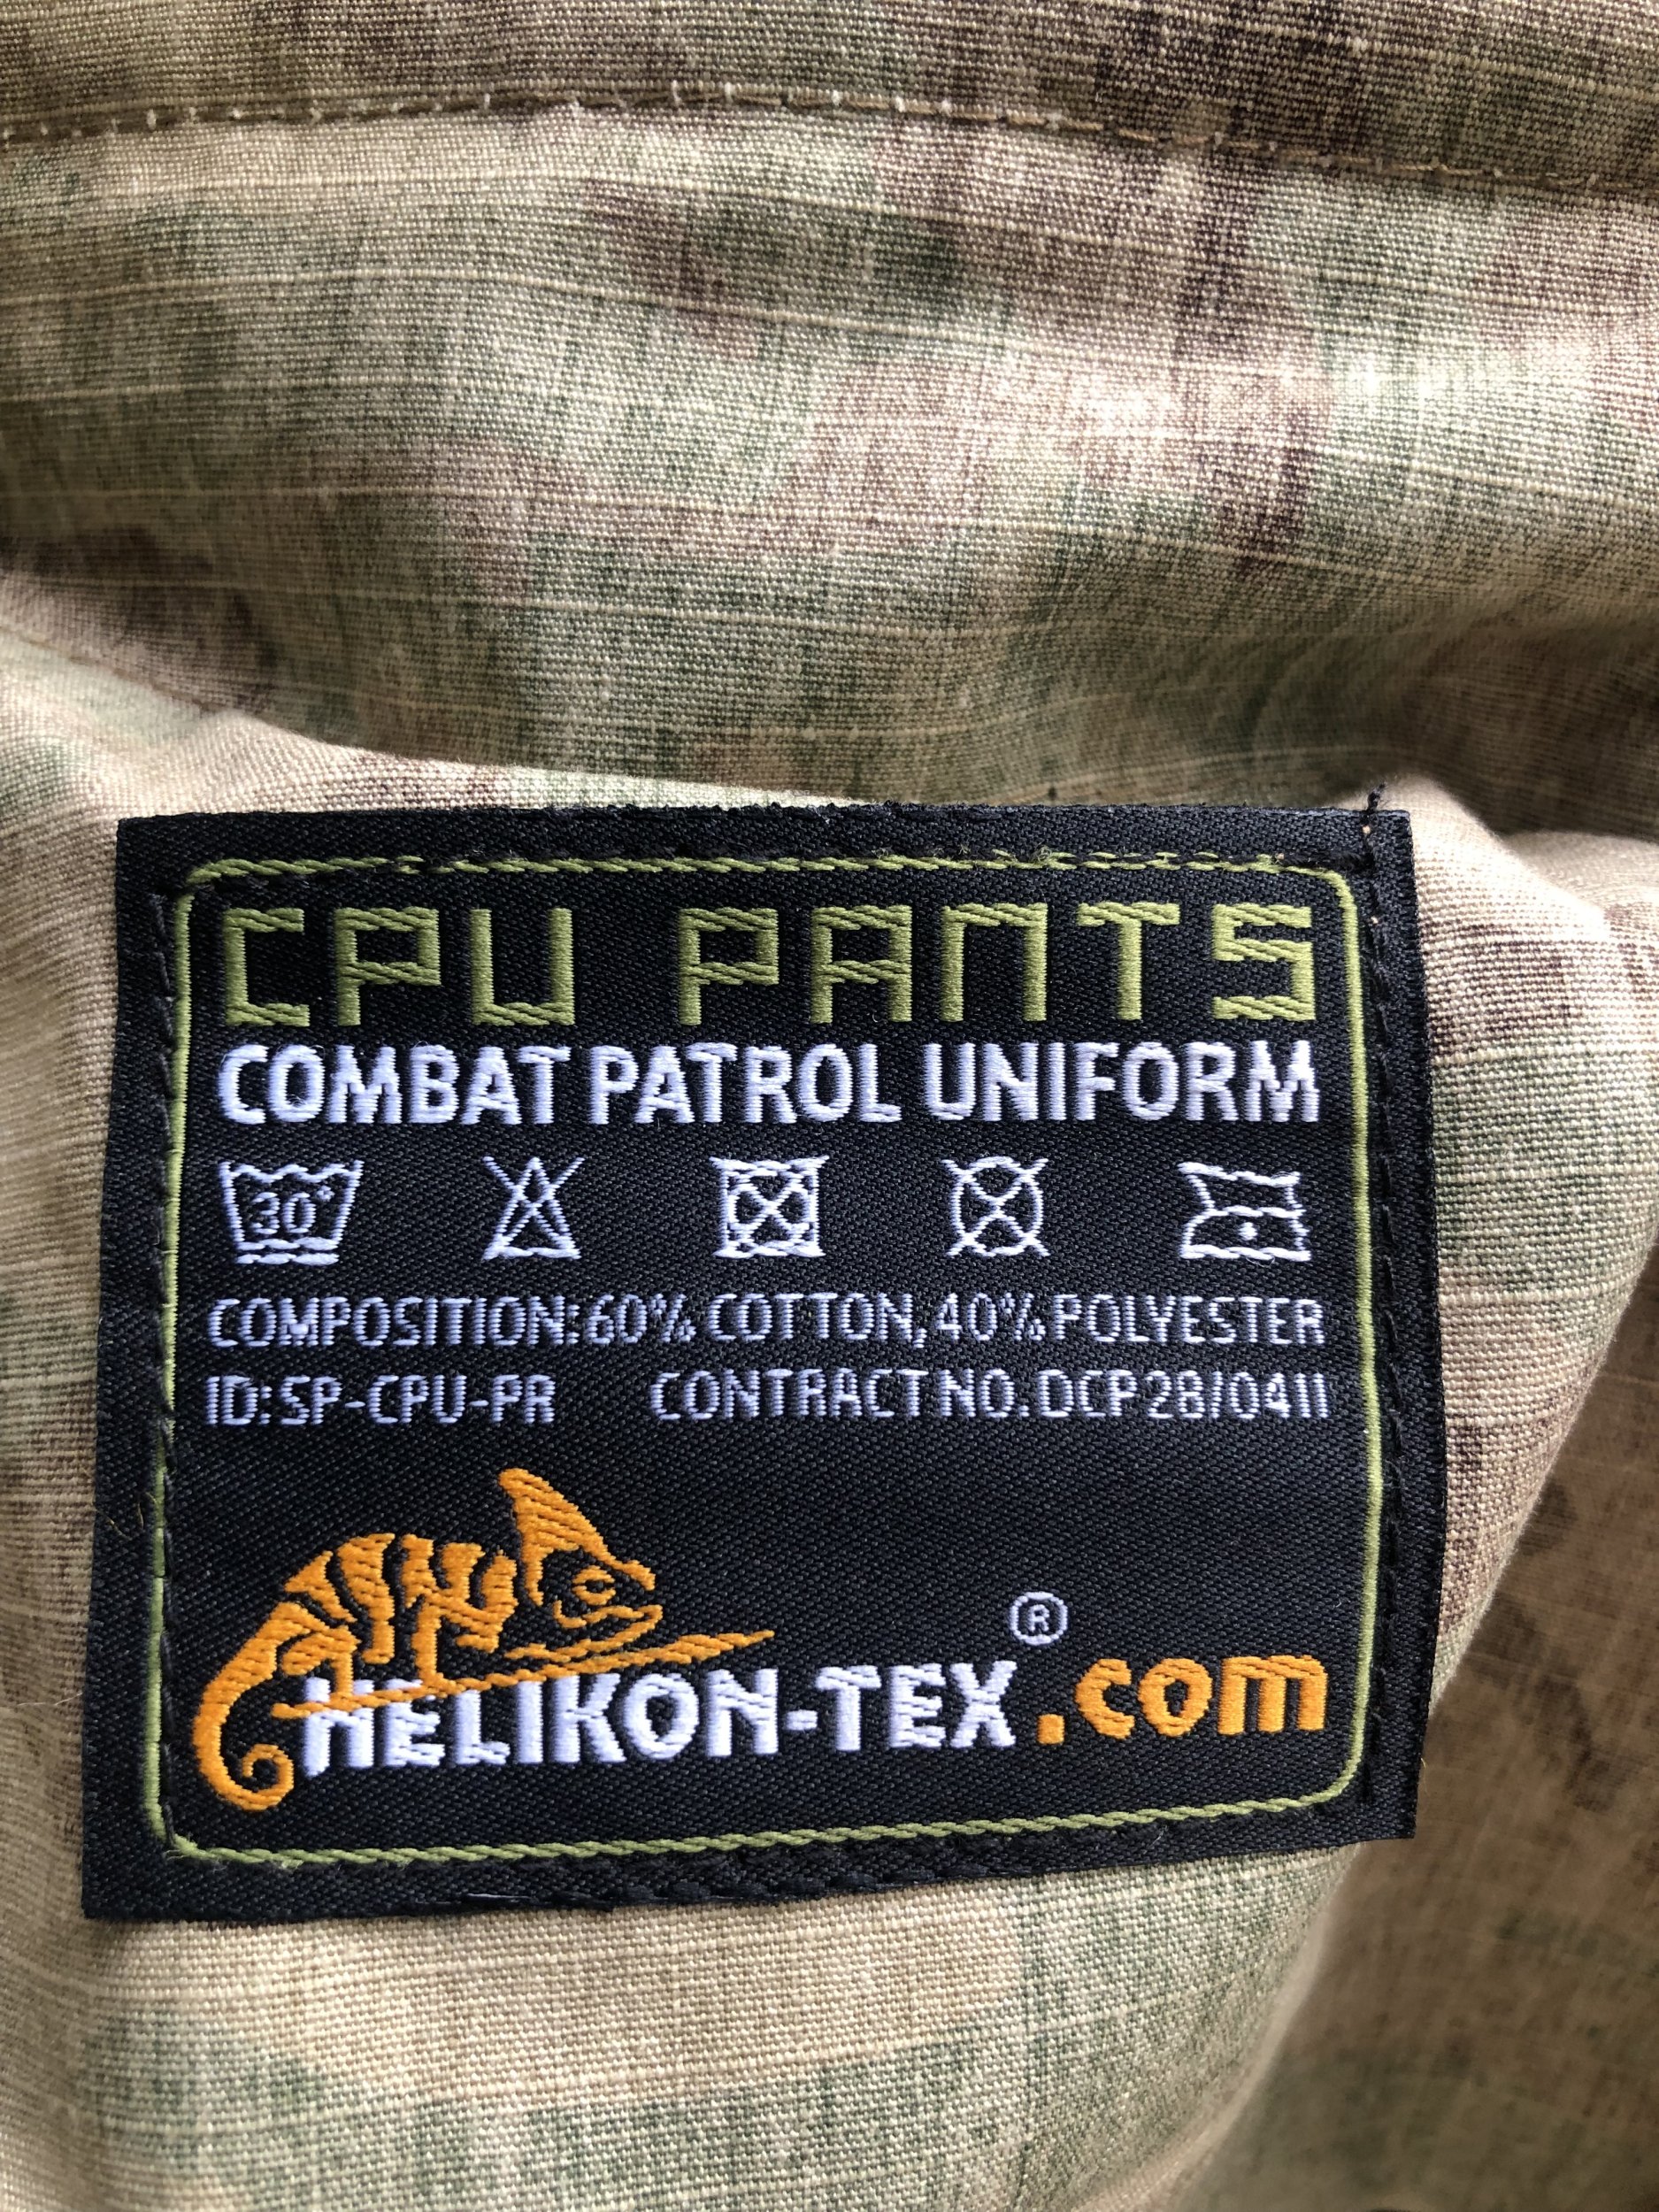 CPU PANTS
COMBAT PATROL UNIFORM
30°
COMPOSITION: 60% COTTON, 40% POLYESTER
ID: SP-CPU-PR CONTRACT NO. DCP28/0411
HELIKON-TEX®.com